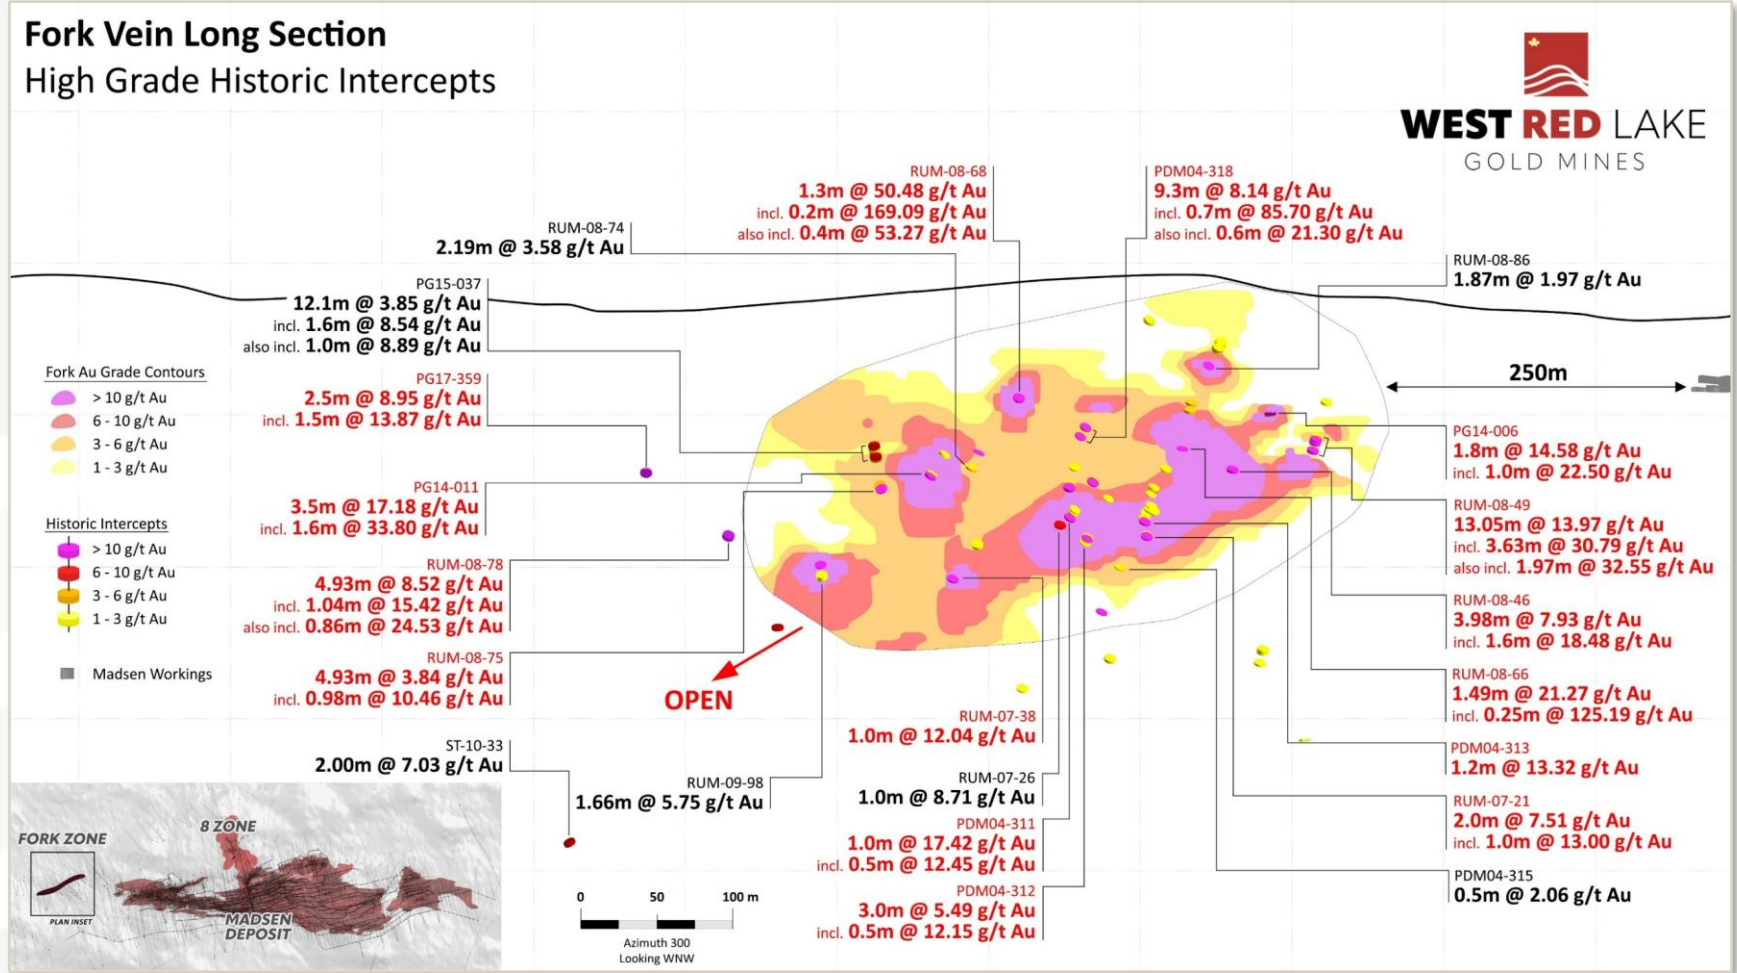 Fork Vein Long Section
High Grade Historic Intercepts
WEST RED LAKE
GOLD MINES
RUM-08-68
1.3m @ 50.48 g/t Au
incl. 0.2m @ 169.09 g/t Au
also incl. 0.4m @ 53.27 g/t Au
PDM04-318
9.3m @ 8.14 g/t Au
incl. 0.7m @ 85.70 g/t Au
also incl. 0.6m @ 21.30 g/t Au
RUM-08-74
2.19m @ 3.58 g/t Au
RUM-08-86
1.87m @ 1.97 g/t Au
PG15-037
12.1m @ 3.85 g/t Au
incl. 1.6m @ 8.54 g/t Au
also incl. 1.0m @ 8.89 g/t Au
Fork Au Grade Contours
> 10 g/t Au
6 - 10 g/t Au
3 - 6 g/t Au
1 - 3 g/t Au
PG17-359
2.5m @ 8.95 g/t Au
incl. 1.5m @ 13.87 g/t Au
250m
PG14-006
1.8m @ 14.58 g/t Au
incl. 1.0m @ 22.50 g/t Au
PG14-011
3.5m @ 17.18 g/t Au
incl. 1.6m @ 33.80 g/t Au
Historic Intercepts
> 10 g/t Au
6 - 10 g/t Au
3 - 6 g/t Au
1 - 3 g/t Au
Madsen Workings
RUM-08-49
13.05m @ 13.97 g/t Au
incl. 3.63m @ 30.79 g/t Au
also incl. 1.97m @ 32.55 g/t Au
RUM-08-78
4.93m @ 8.52 g/t Au
incl. 1.04m @ 15.42 g/t Au
also incl. 0.86m @ 24.53 g/t Au
RUM-08-46
3.98m @ 7.93 g/t Au
incl. 1.6m @ 18.48 g/t Au
RUM-08-75
4.93m @ 3.84 g/t Au
incl. 0.98m @ 10.46 g/t Au
OPEN
RUM-08-66
1.49m @ 21.27 g/t Au
incl. 0.25m @ 125.19 g/t Au
RUM-07-38
1.0m @ 12.04 g/t Au
ST-10-33
2.00m @ 7.03 g/t Au
PDM04-313
1.2m @ 13.32 g/t Au
RUM-09-98
1.66m @ 5.75 g/t Au
RUM-07-26
1.0m @ 8.71 g/t Au
RUM-07-21
2.0m @ 7.51 g/t Au
incl. 1.0m @ 13.00 g/t Au
PDM04-311
1.0m @ 17.42 g/t Au
incl. 0.5m @ 12.45 g/t Au
PDM04-315
0.5m @ 2.06 g/t Au
PDM04-312
3.0m @ 5.49 g/t Au
incl. 0.5m @ 12.15 g/t Au
FORK ZONE
PLAN INSET
8 ZONE
MADSEN
DEPOSIT
0 50 100 m
Azimuth 300
Looking WNW